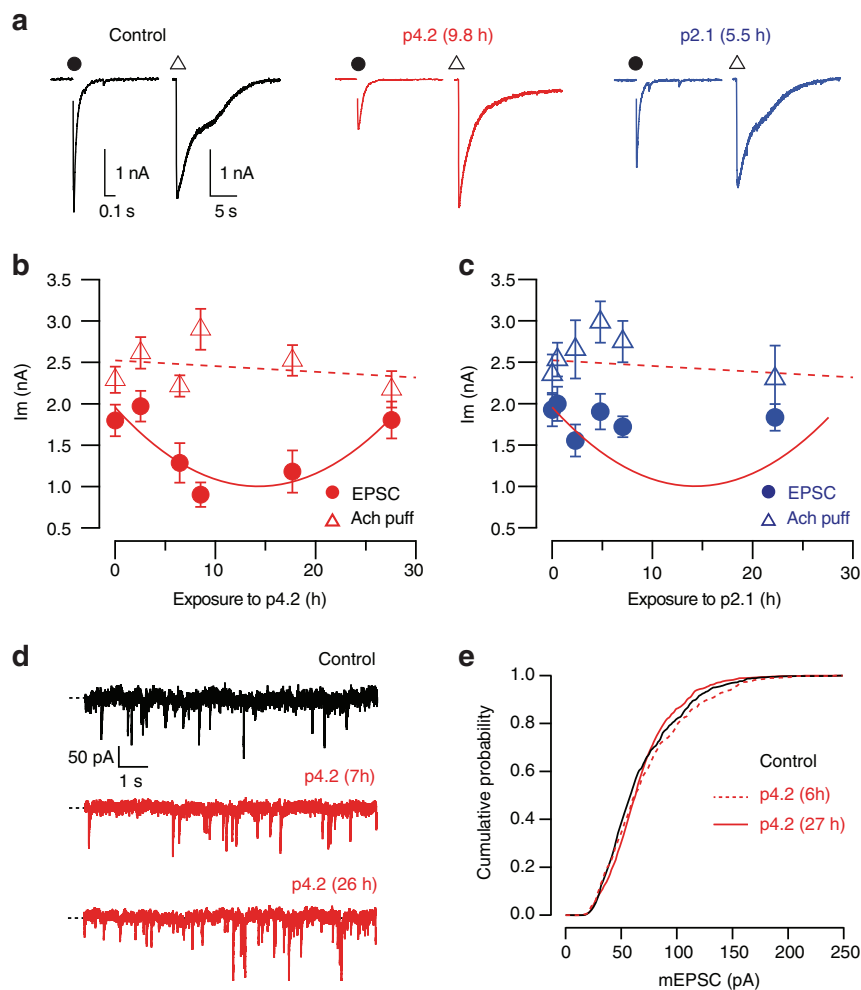 a
Control
p4.2 (9.8 h)
p2.1 (5.5 h)
1 nA
0.1 s
1 nA
5 s
b
3.5
3.0
2.5
2.0
1.5
1.0
0.5
Im (nA)
EPSC
Ach puff
0 10 20 30
Exposure to p4.2 (h)
c
3.5
3.0
2.5
2.0
1.5
1.0
0.5
Im (nA)
EPSC
Ach puff
0 10 20 30
Exposure to p2.1 (h)
d
Control
50 pA
1 s
p4.2 (7h)
p4.2 (26 h)
e
1.0
0.8
0.6
0.4
0.2
0.0
Cumulative probability
Control
p4.2 (6h)
p4.2 (27 h)
0 50 100 150 200 250
mEPSC (pA)